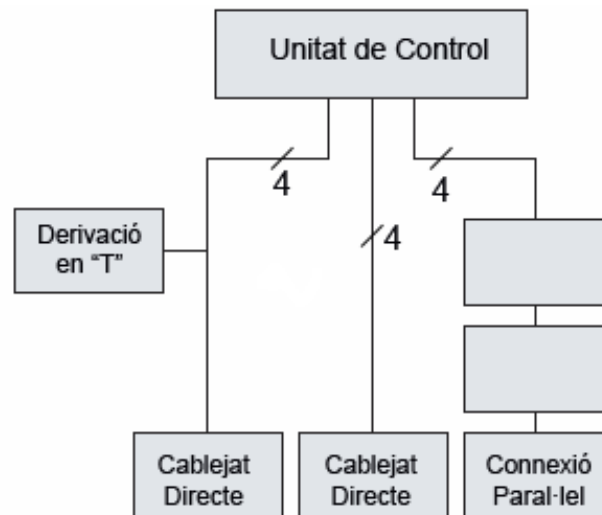 Unitat de Control
4
4
4
Derivació
en “T”
Cablejat
Directe
Cablejat
Directe
Connexió
Paral·lel